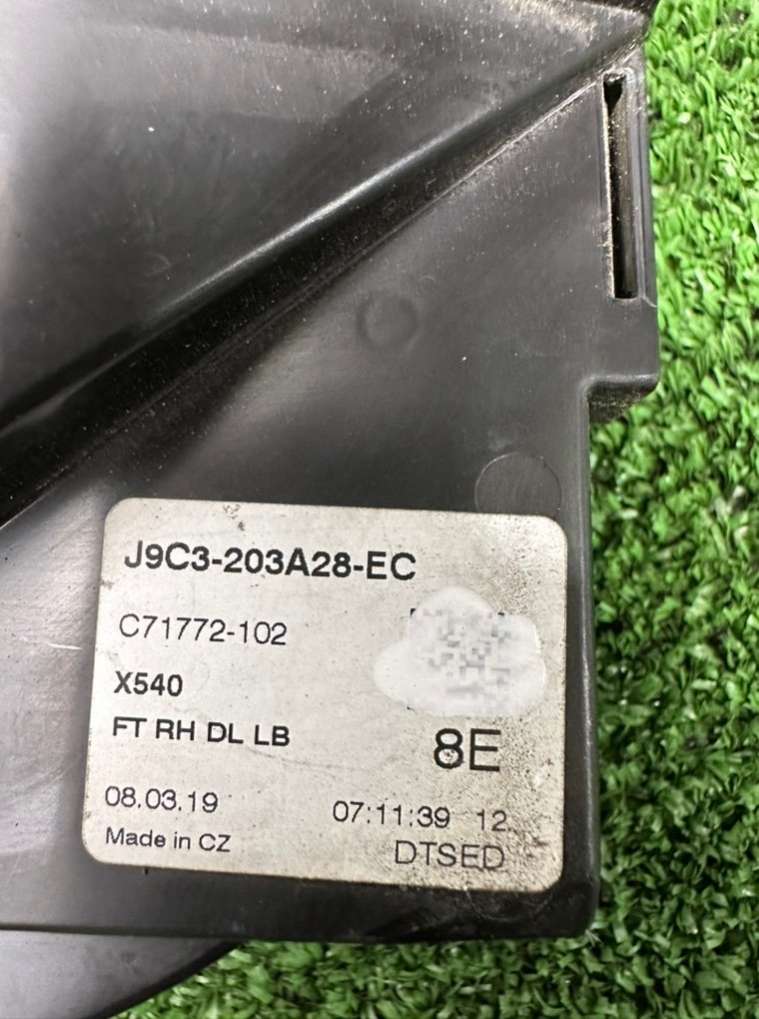 J9C3-203A28-EC
C71772-102
X540
FT RH DL LB
8E
08.03.19 07:11:39 12
Made in CZ DTSED